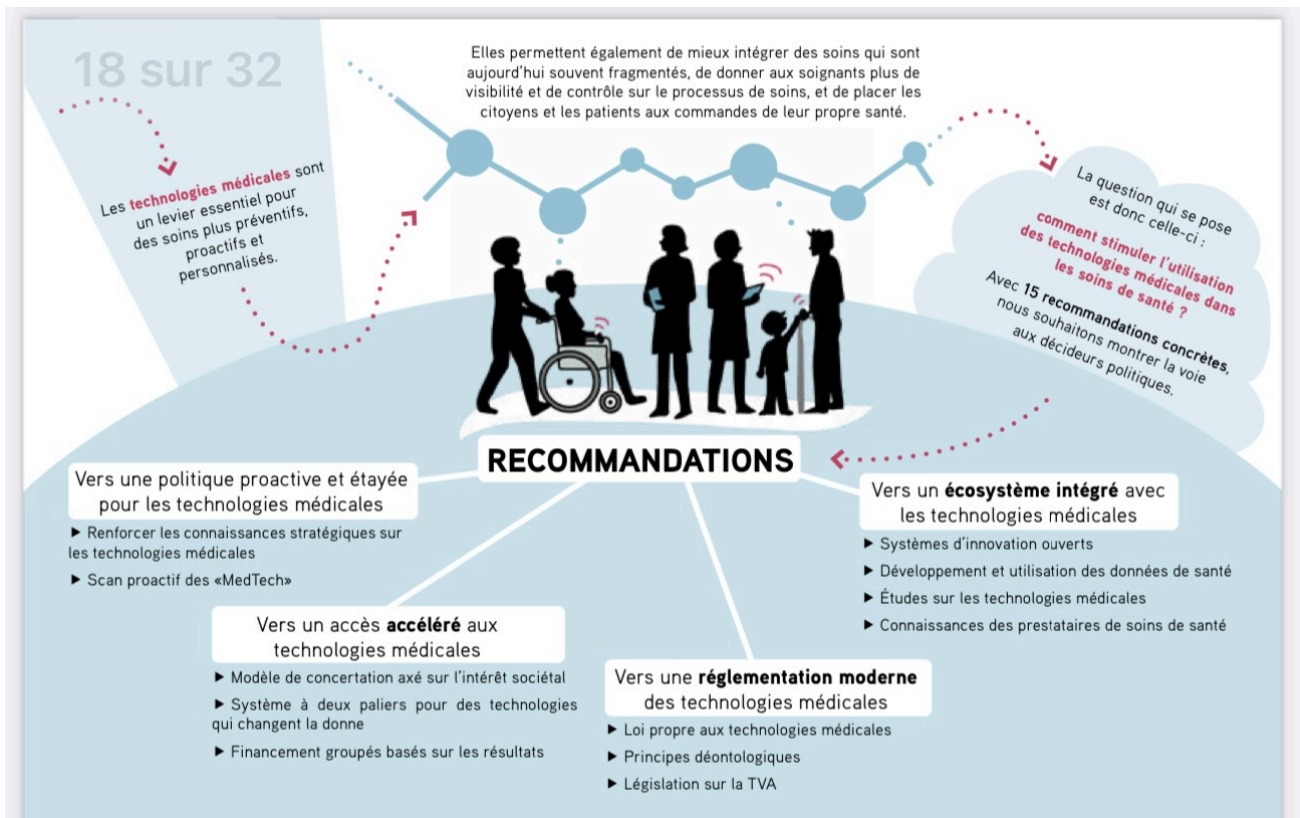 18 sur 32
Elles permettent également de mieux intégrer des soins qui sont
aujourd'hui souvent fragmentés, de donner aux soignants plus de
visibilité et de contrôle sur le processus de soins, et de placer les
citoyens et les patients aux commandes de leur propre santé.
Les technologies médicales sont
un levier essentiel pour
des soins plus préventifs,
proactifs et
personnalisés.
La question qui se pose
est donc celle-ci :
comment stimuler l'utilisation
des technologies médicales dans
les soins de santé ?
Avec 15 recommandations concrètes,
nous souhaitons montrer la voie
aux décideurs politiques.
RECOMMANDATIONS
Vers une politique proactive et étayée
pour les technologies médicales
▶ Renforcer les connaissances stratégiques sur
les technologies médicales
▶ Scan proactif des «MedTech»
Vers un accès accéléré aux
technologies médicales
▶ Modèle de concertation axé sur l'intérêt sociétal
▶ Système à deux paliers pour des technologies
qui changent la donne
▶ Financement groupés basés sur les résultats
Vers une réglementation moderne
des technologies médicales
▶ Loi propre aux technologies médicales
▶ Principes déontologiques
▶ Législation sur la TVA
Vers un écosystème intégré avec
les technologies médicales
▶ Systèmes d'innovation ouverts
▶ Développement et utilisation des données de santé
▶ Études sur les technologies médicales
▶ Connaissances des prestataires de soins de santé